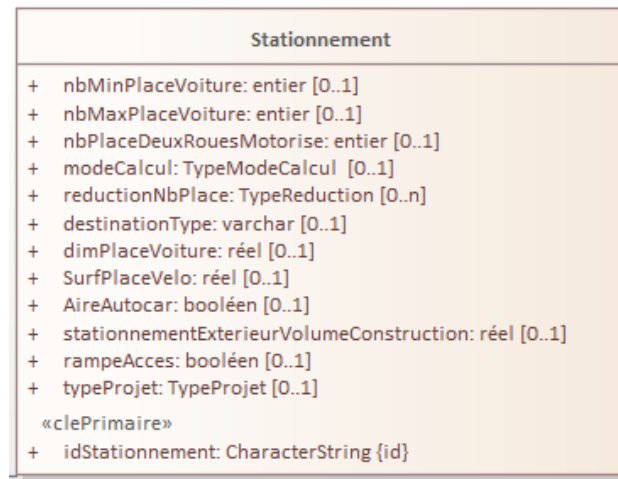 Stationnement
+ nbMinPlaceVoiture: entier [0..1]
+ nbMaxPlaceVoiture: entier [0..1]
+ nbPlaceDeuxRouesMotorise: entier [0..1]
+ modeCalcul: TypeModeCalcul [0..1]
+ reductionNbPlace: TypeReduction [0..n]
+ destinationType: varchar [0..1]
+ dimPlaceVoiture: réel [0..1]
+ SurfPlaceVelo: réel [0..1]
+ AireAutocar: booléen [0..1]
+ stationnementExterieurVolumeConstruction: réel [0..1]
+ rampeAcces: booléen [0..1]
+ typeProjet: TypeProjet [0..1]
«clePrimaire»
+ idStationnement: CharacterString {id}